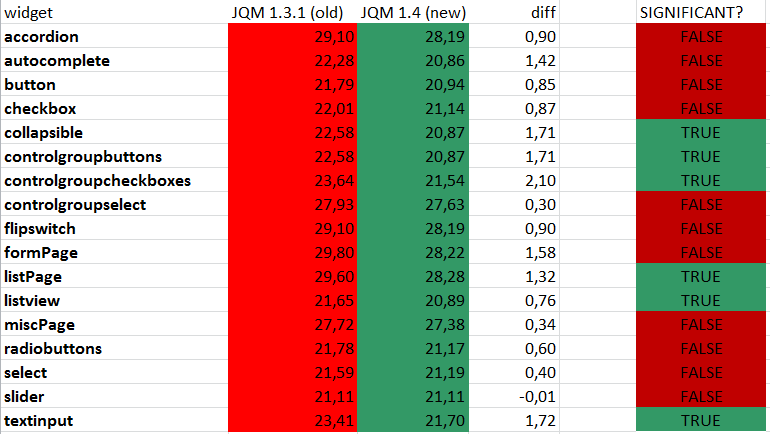 widget JQM 1.3.1 (old) JQM 1.4 (new) diff SIGNIFICANT?
accordion 29,10 28,19 0,90 FALSE
autocomplete 22,28 20,86 1,42 FALSE
button 21,79 20,94 0,85 FALSE
checkbox 22,01 21,14 0,87 FALSE
collapsible 22,58 20,87 1,71 TRUE
controlgroupbuttons 22,58 20,87 1,71 TRUE
controlgroupcheckboxes 23,64 21,54 2,10 TRUE
controlgroupselect 27,93 27,63 0,30 FALSE
flipswitch 29,10 28,19 0,90 FALSE
formPage 29,80 28,22 1,58 FALSE
listPage 29,60 28,28 1,32 TRUE
listview 21,65 20,89 0,76 TRUE
miscPage 27,72 27,38 0,34 FALSE
radiobuttons 21,78 21,17 0,60 FALSE
select 21,59 21,19 0,40 FALSE
slider 21,11 21,11 -0,01 FALSE
textinput 23,41 21,70 1,72 TRUE